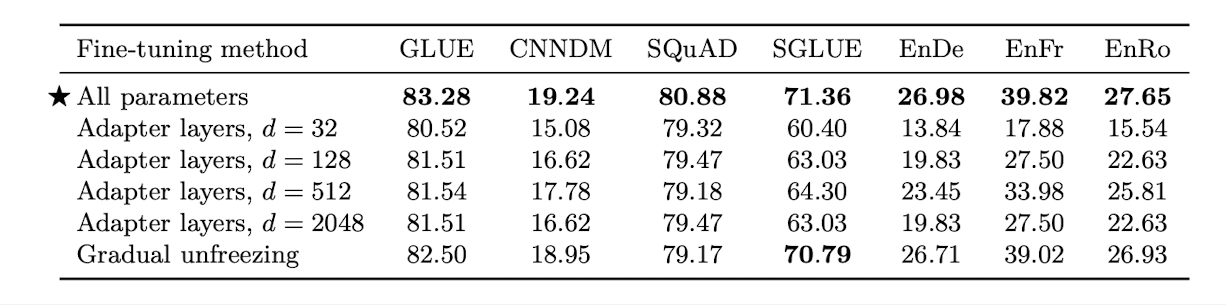 Fine-tuning method GLUE CNNDM SQuAD SGLUE EnDe EnFr EnRo
★ All parameters 83.28 19.24 80.88 71.36 26.98 39.82 27.65
Adapter layers, d = 32 80.52 15.08 79.32 60.40 13.84 17.88 15.54
Adapter layers, d = 128 81.51 16.62 79.47 63.03 19.83 27.50 22.63
Adapter layers, d = 512 81.54 17.78 79.18 64.30 23.45 33.98 25.81
Adapter layers, d = 2048 81.51 16.62 79.47 63.03 19.83 27.50 22.63
Gradual unfreezing 82.50 18.95 79.17 70.79 26.71 39.02 26.93